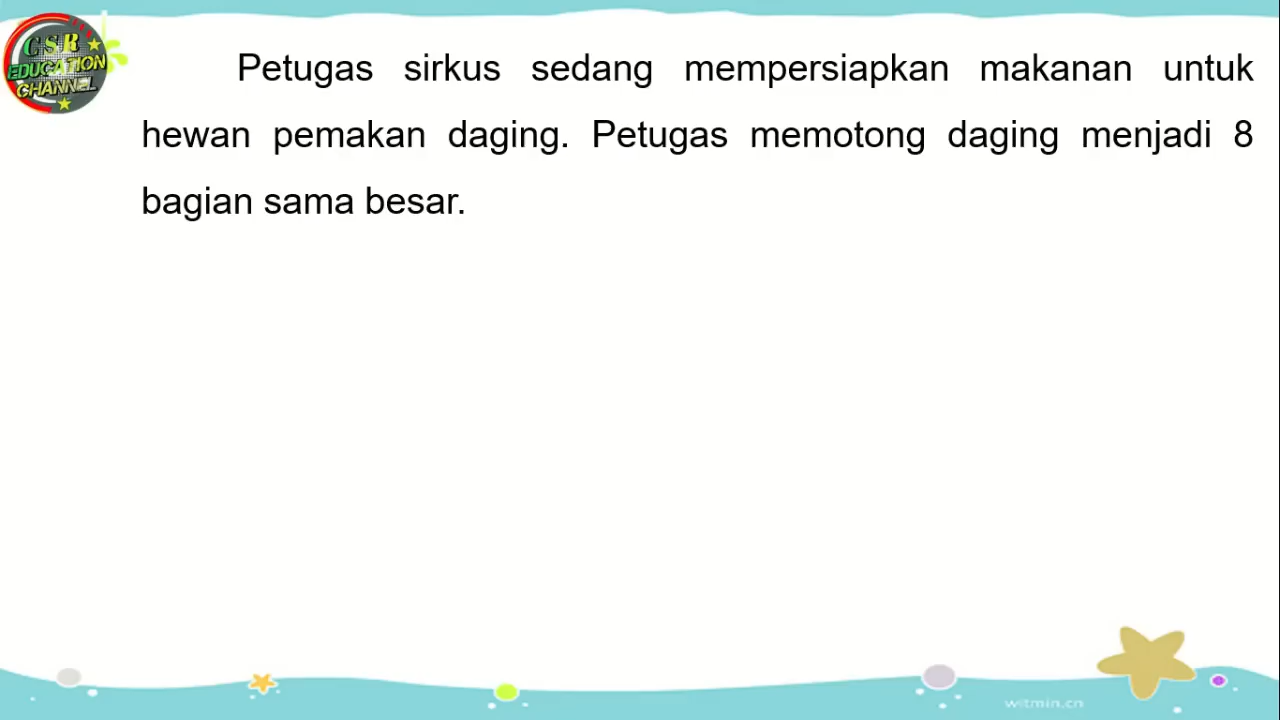 CSR
EDUCATION
CHANNEL
Petugas sirkus sedang mempersiapkan makanan untuk
hewan pemakan daging. Petugas memotong daging menjadi 8
bagian sama besar.
witmin.cn